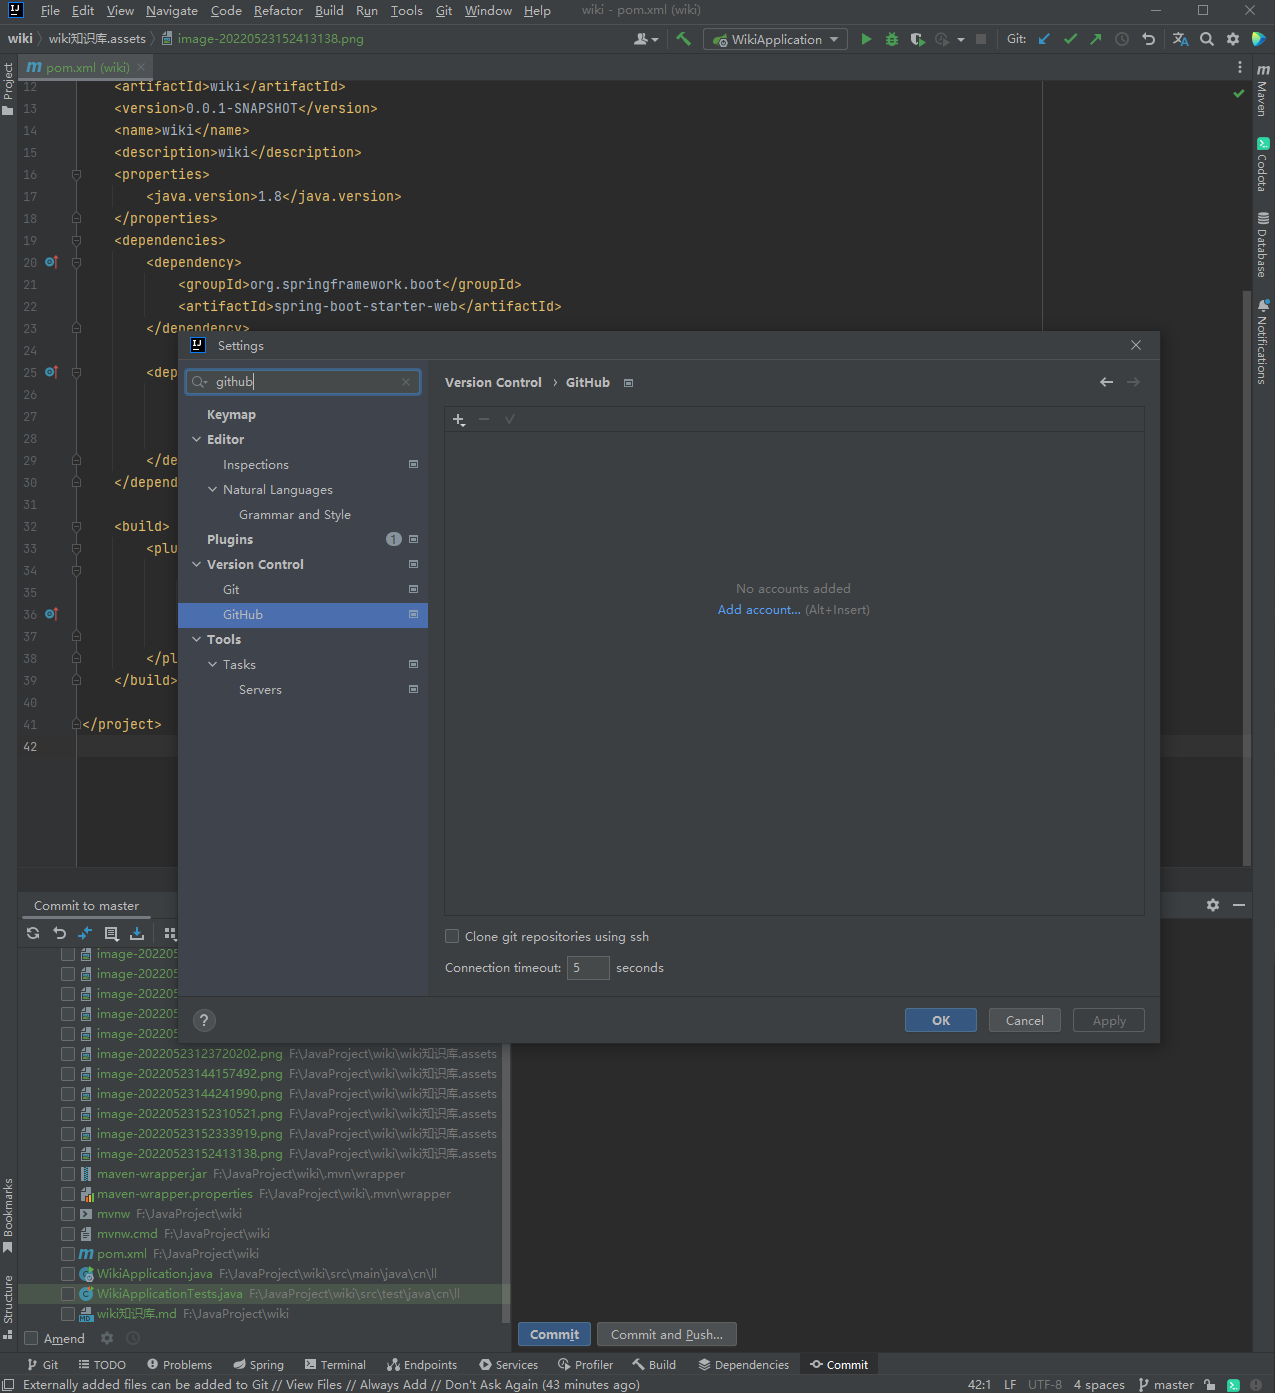 File Edit View Navigate Code Refactor Build Run Tools Git Window Help wiki - pom.xml (wiki)
wiki wiki知识库.assets image-20220523152413138.png WikiApplication Git:
Project
m pom.xml (wiki)
12 <artifactId>wiki</artifactId>
13 <version>0.0.1-SNAPSHOT</version>
14 <name>wiki</name>
15 <description>wiki</description>
16 <properties>
17 <java.version>1.8</java.version>
18 </properties>
19 <dependencies>
20 <dependency>
21 <groupId>org.springframework.boot</groupId>
22 <artifactId>spring-boot-starter-web</artifactId>
23 </dependency>
24
25 <dep
26
27
28
29 </de
30 </depend
31
32 <build>
33 <plu
34
35
36
37
38 </pl
39 </build>
40
41 </project>
42
m Maven
Codota
Database
Notifications
Settings
github
Keymap
Editor
Inspections
Natural Languages
Grammar and Style
Plugins 1
Version Control
Git
GitHub
Tools
Tasks
Servers
Version Control › GitHub
No accounts added
Add account... (Alt+Insert)
Clone git repositories using ssh
Connection timeout: 5 seconds
? OK Cancel Apply
Commit to master
image-202205
image-202205
image-202205
image-202205
image-202205
image-20220523123720202.png F:\JavaProject\wiki\wiki知识库.assets
image-20220523144157492.png F:\JavaProject\wiki\wiki知识库.assets
image-20220523144241990.png F:\JavaProject\wiki\wiki知识库.assets
image-20220523152310521.png F:\JavaProject\wiki\wiki知识库.assets
image-20220523152333919.png F:\JavaProject\wiki\wiki知识库.assets
image-20220523152413138.png F:\JavaProject\wiki\wiki知识库.assets
maven-wrapper.jar F:\JavaProject\wiki\.mvn\wrapper
maven-wrapper.properties F:\JavaProject\wiki\.mvn\wrapper
mvnw F:\JavaProject\wiki
mvnw.cmd F:\JavaProject\wiki
pom.xml F:\JavaProject\wiki
WikiApplication.java F:\JavaProject\wiki\src\main\java\cn\ll
WikiApplicationTests.java F:\JavaProject\wiki\src\test\java\cn\ll
wiki知识库.md F:\JavaProject\wiki
Bookmarks
Structure
Amend
Commit Commit and Push...
Git TODO Problems Spring Terminal Endpoints Services Profiler Build Dependencies Commit
Externally added files can be added to Git // View Files // Always Add // Don't Ask Again (43 minutes ago) 42:1 LF UTF-8 4 spaces master